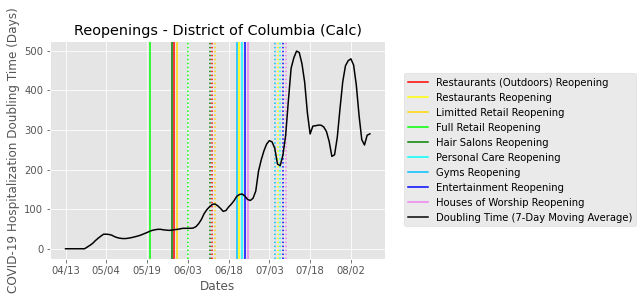 Reopenings - District of Columbia (Calc)
COVID-19 Hospitalization Doubling Time (Days)
500
400
300
200
100
0
04/13 05/04 05/19 06/03 06/18 07/03 07/18 08/02
Dates
Restaurants (Outdoors) Reopening
Restaurants Reopening
Limitted Retail Reopening
Full Retail Reopening
Hair Salons Reopening
Personal Care Reopening
Gyms Reopening
Entertainment Reopening
Houses of Worship Reopening
Doubling Time (7-Day Moving Average)